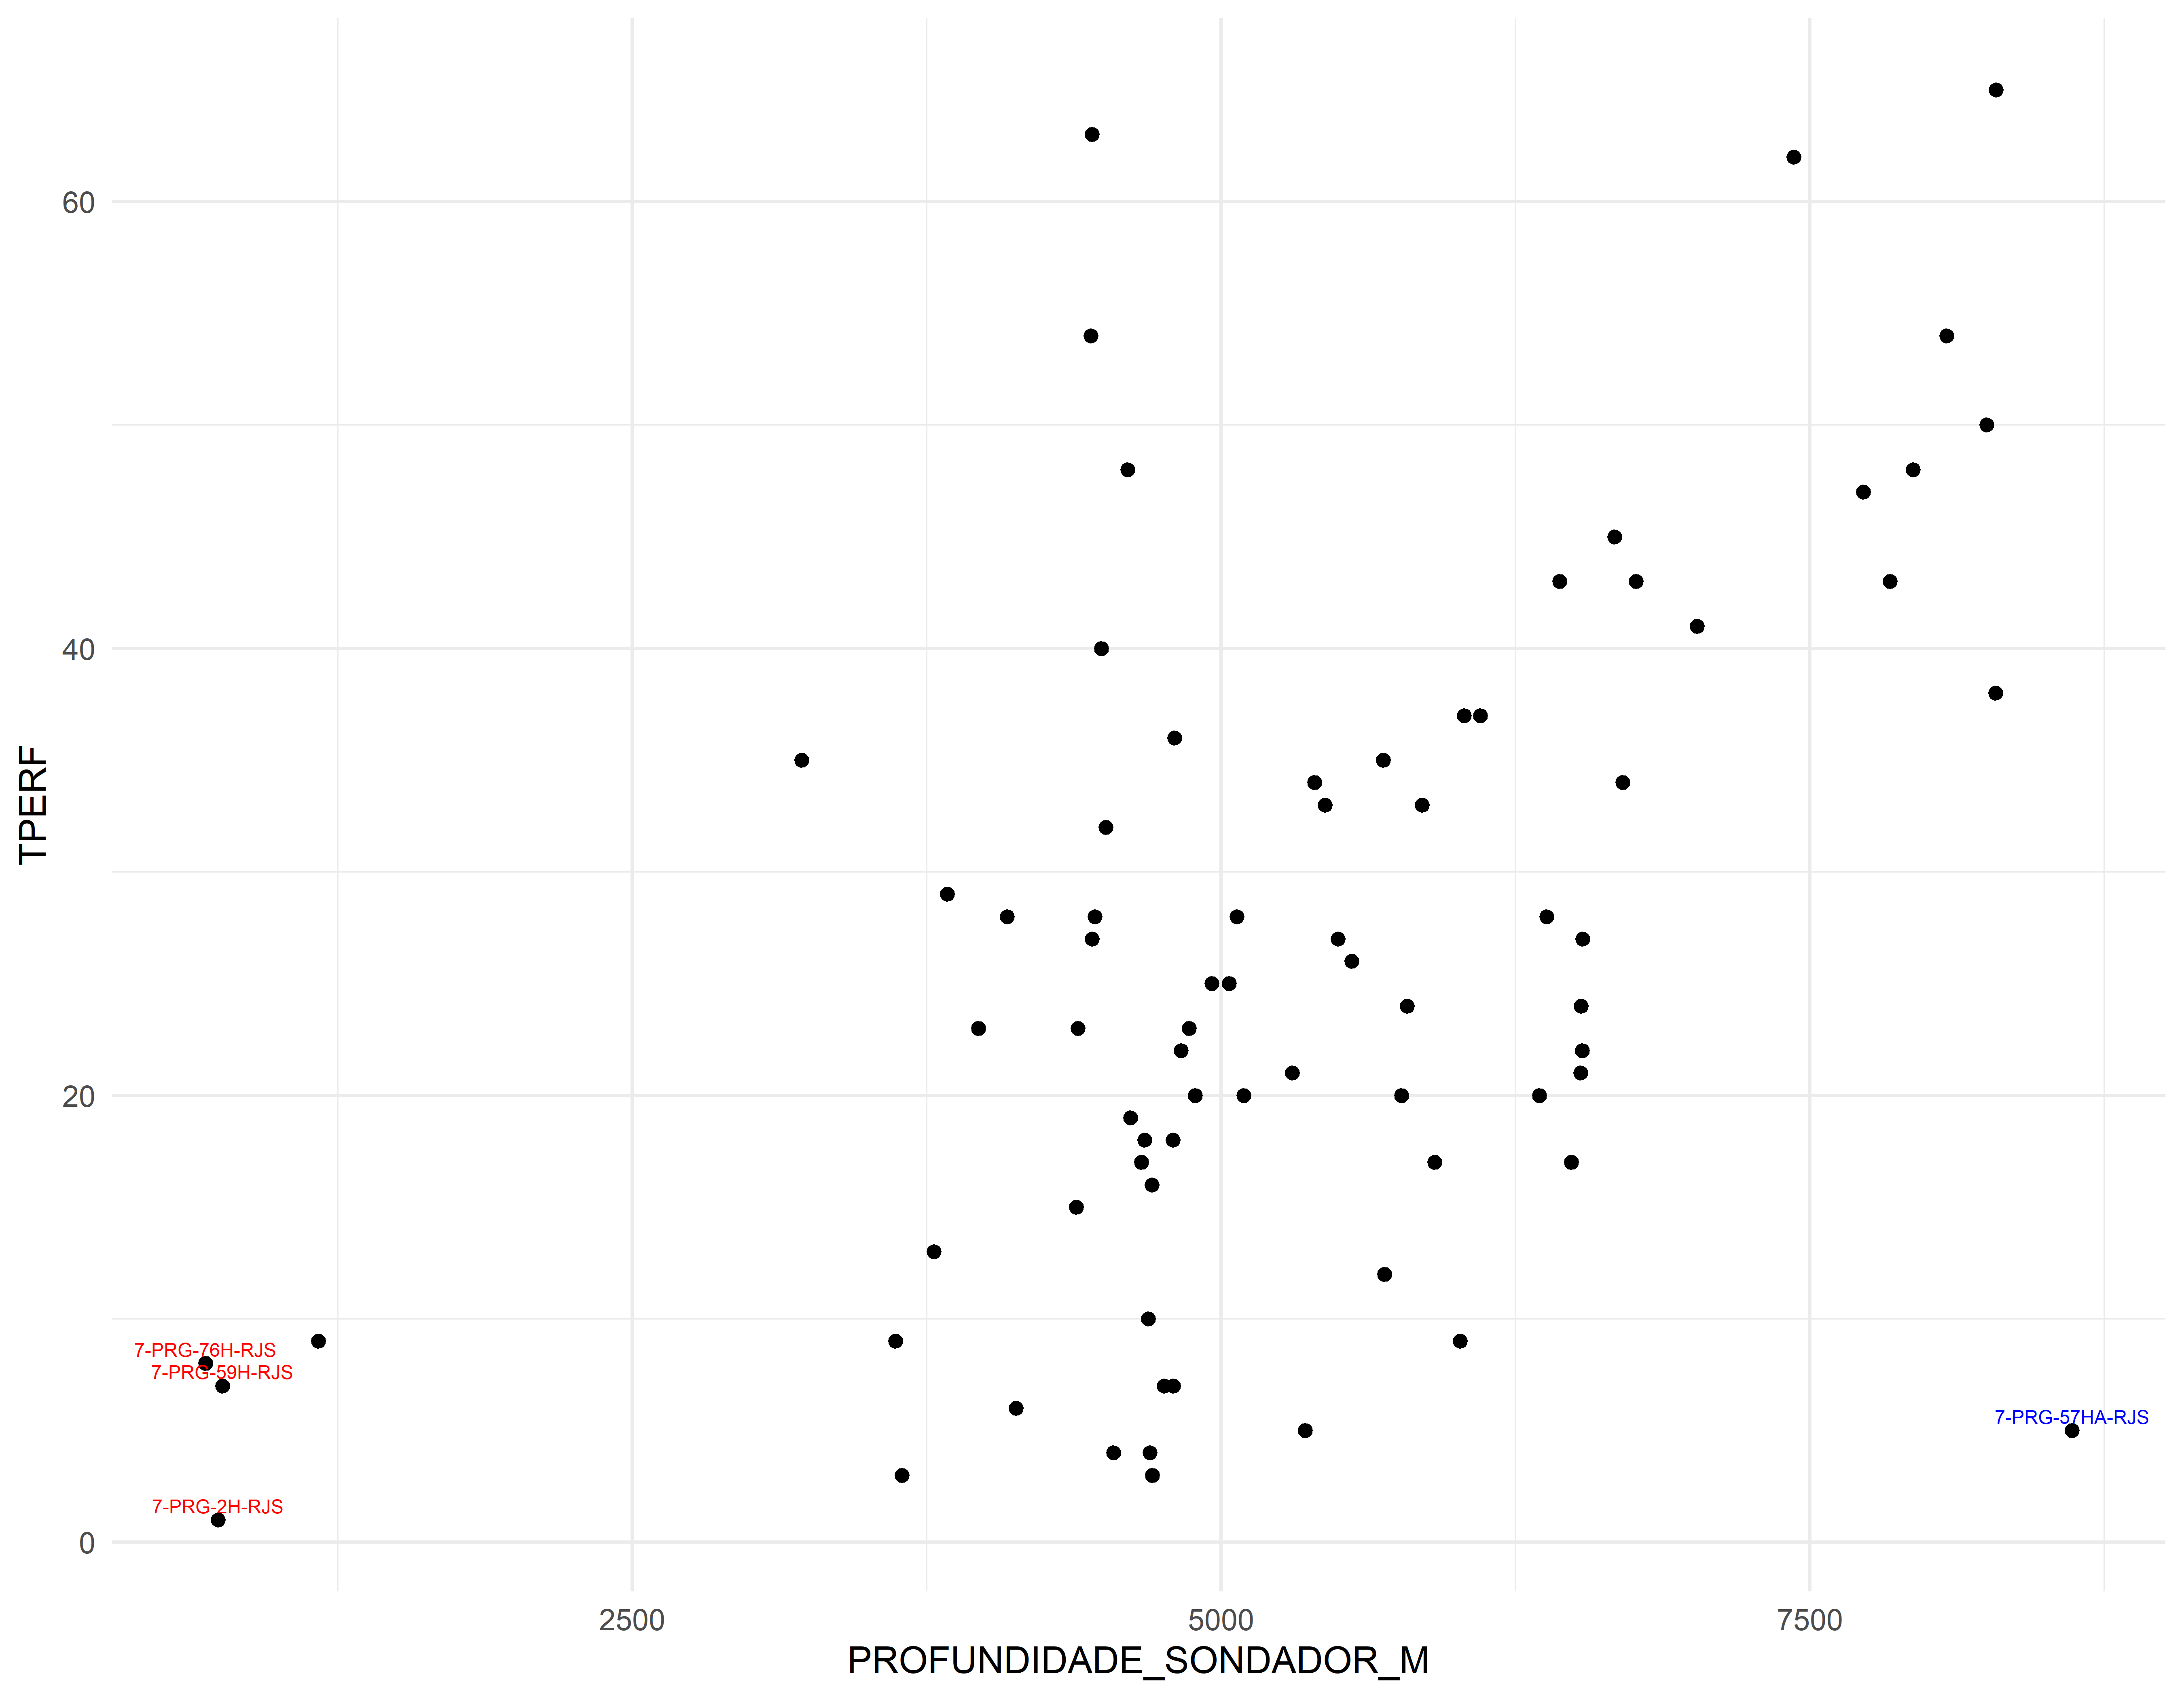 60
40
20
0
TPERF
7-PRG-76H-RJS
7-PRG-59H-RJS
7-PRG-57HA-RJS
7-PRG-2H-RJS
2500 5000 7500
PROFUNDIDADE_SONDADOR_M